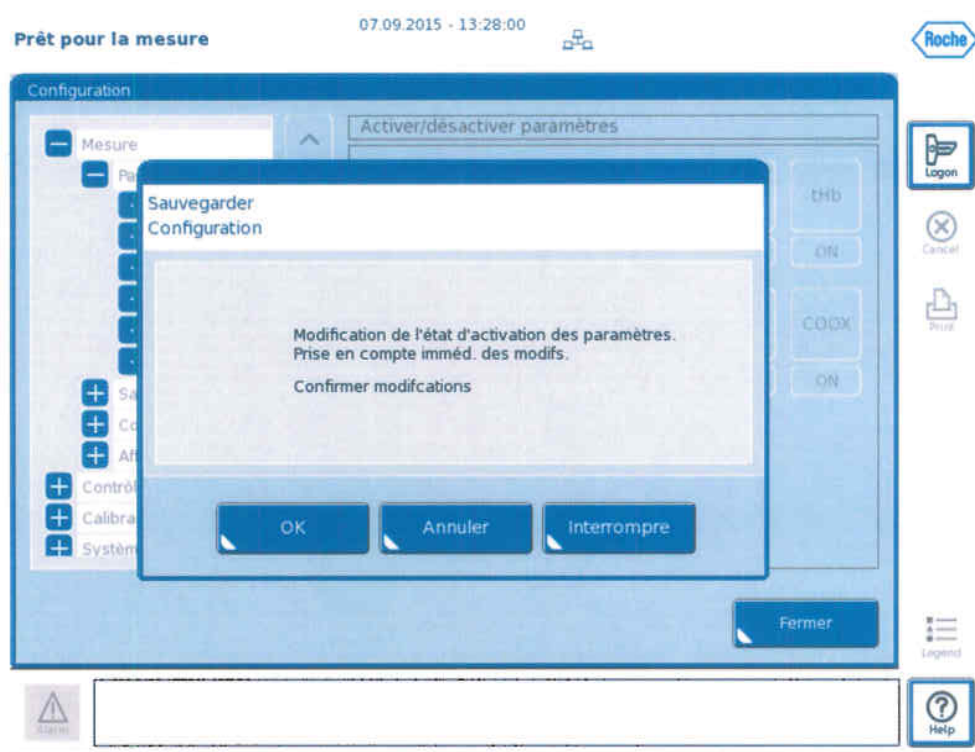 07.09.2015 - 13:28:00
Prêt pour la mesure
Roche
Configuration
Activer/désactiver paramètres
Mesure
Logon
tHb
Sauvegarder
Configuration
ON
Cancel
Modification de l'état d'activation des paramètres.
Prise en compte imméd. des modifs.
COOX
Print
Confirmer modifcations
ON
OK
Annuler
Interrompre
Fermer
Legend
Alarm
Help